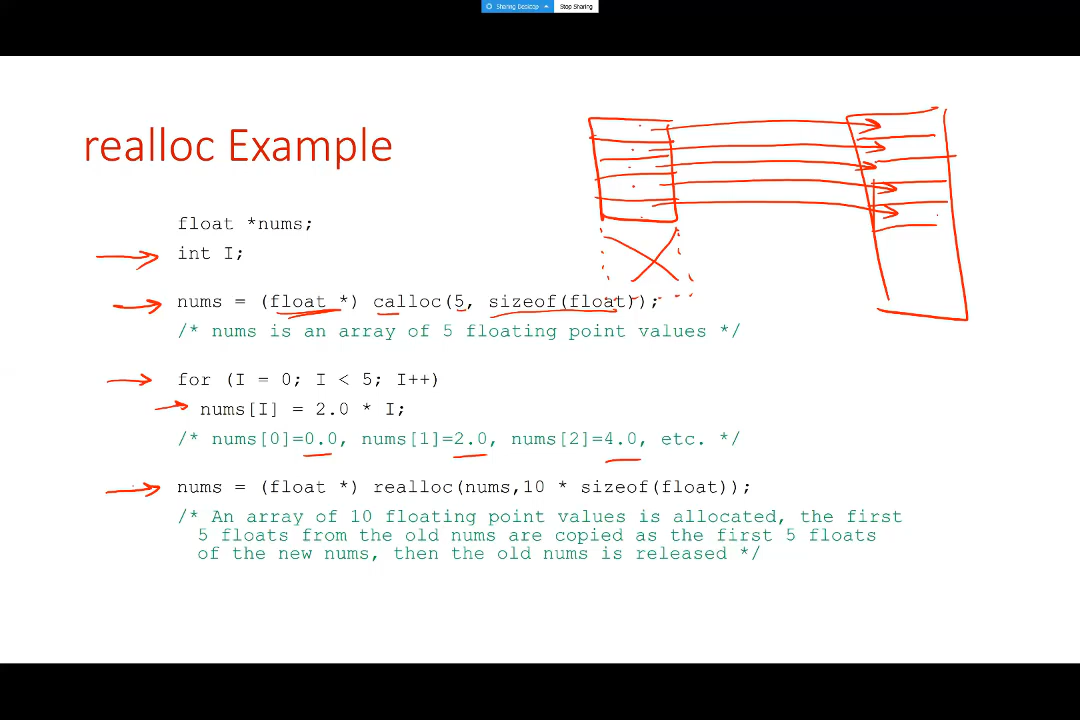 Sharing Desktop Stop Sharing
realloc Example
float *nums;
int I;
nums = (float *) calloc(5, sizeof(float));
/* nums is an array of 5 floating point values */
for (I = 0; I < 5; I++)
nums[I] = 2.0 * I;
/* nums[0]=0.0, nums[1]=2.0, nums[2]=4.0, etc. */
nums = (float *) realloc(nums,10 * sizeof(float));
/* An array of 10 floating point values is allocated, the first
5 floats from the old nums are copied as the first 5 floats
of the new nums, then the old nums is released */